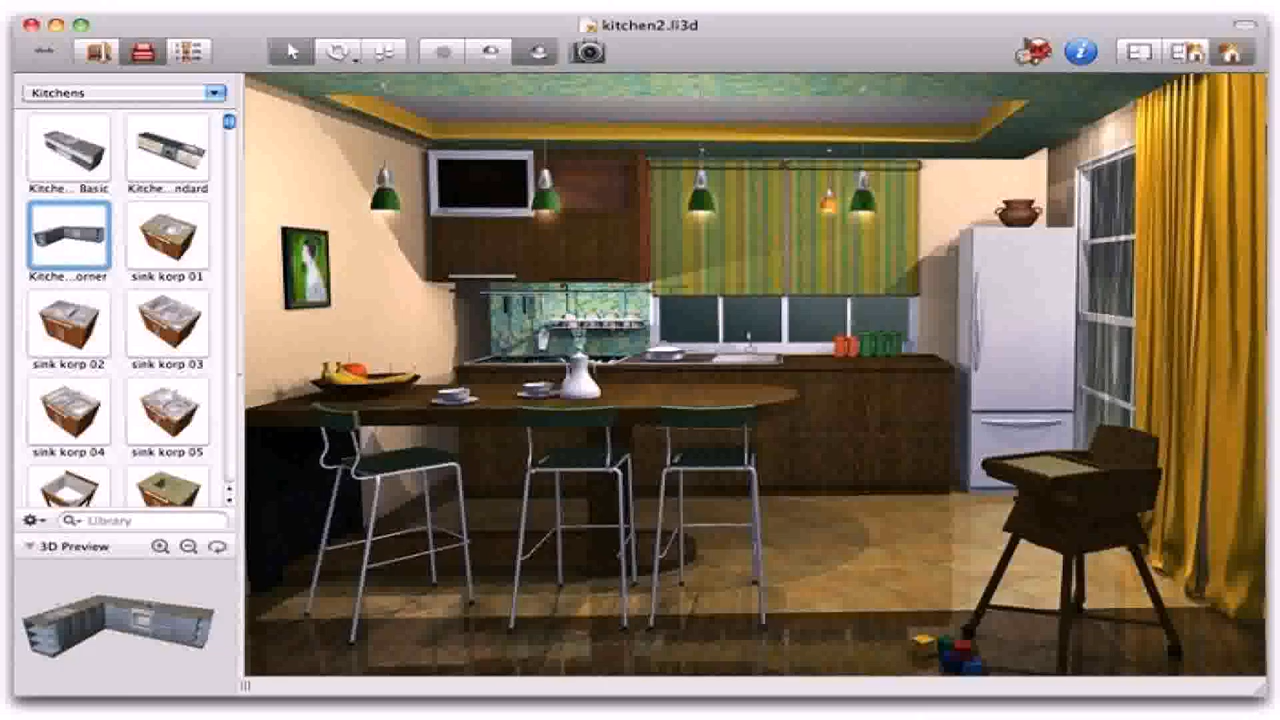 kitchen2.li3d
Kitchens
Kitche... Basic
Kitche...ndard
Kitche...orner
sink korp 01
sink korp 02
sink korp 03
sink korp 04
sink korp 05
Library
3D Preview